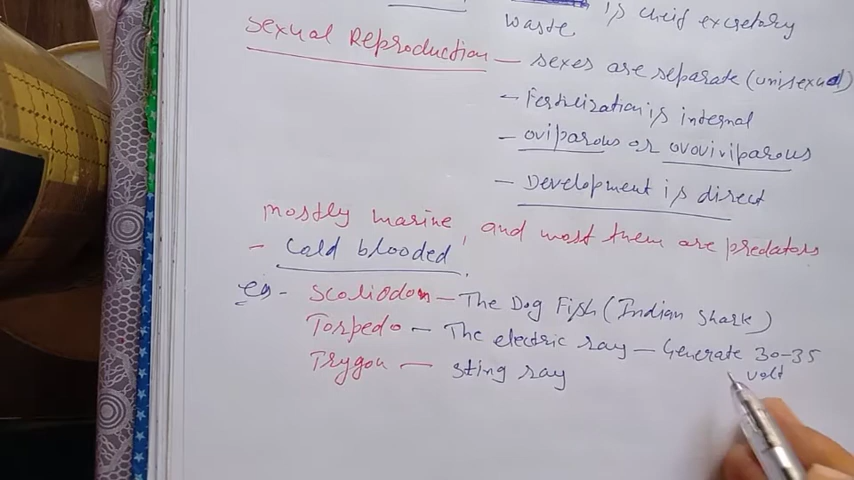 is cheif excretory
waste
Sexual Reproduction — sexes are separate (unisexual)
- Fertilization is internal
- oviparous or ovoviviparous
- Development is direct
mostly marine, and most them are predators
- Cold blooded
eg - Scoliodon — The Dog Fish (Indian shark)
Torpedo — The electric ray — Generate 30-35
volt
Trygon — sting ray